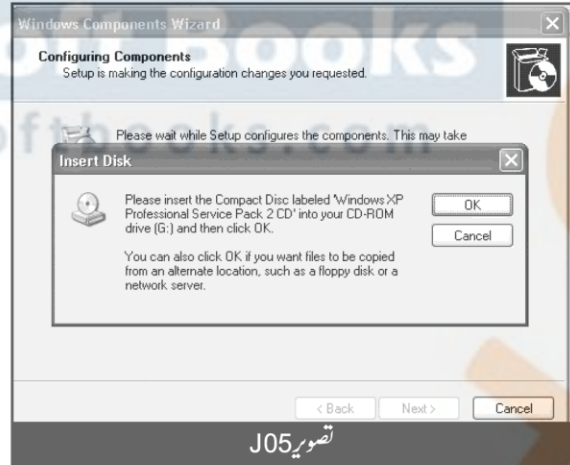 Windows Components Wizard
Configuring Components
Setup is making the configuration changes you requested.
Please wait while Setup configures the components. This may take
Insert Disk
Please insert the Compact Disc labeled 'Windows XP
Professional Service Pack 2 CD' into your CD-ROM
drive (G:) and then click OK.
You can also click OK if you want files to be copied
from an alternate location, such as a floppy disk or a
network server.
OK
Cancel
< Back
Next >
Cancel
تصویر J05